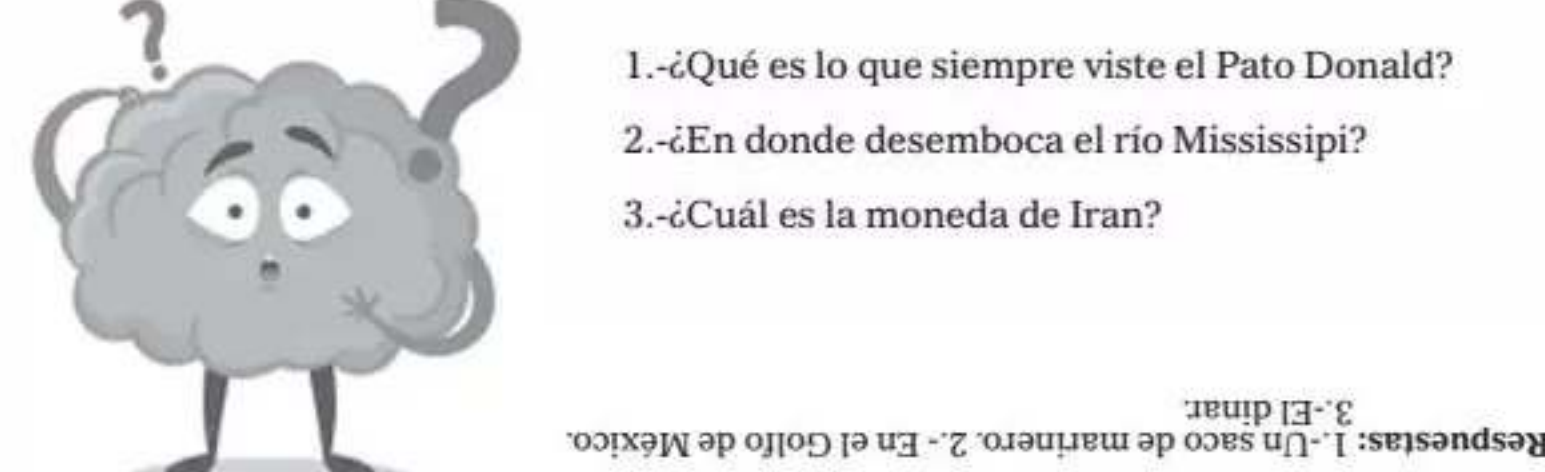 1.-¿Qué es lo que siempre viste el Pato Donald?
2.-¿En donde desemboca el río Mississipi?
3.-¿Cuál es la moneda de Iran?
Respuestas: 1.-Un saco de marinero. 2.- En el Golfo de México.
3.-El dinar.